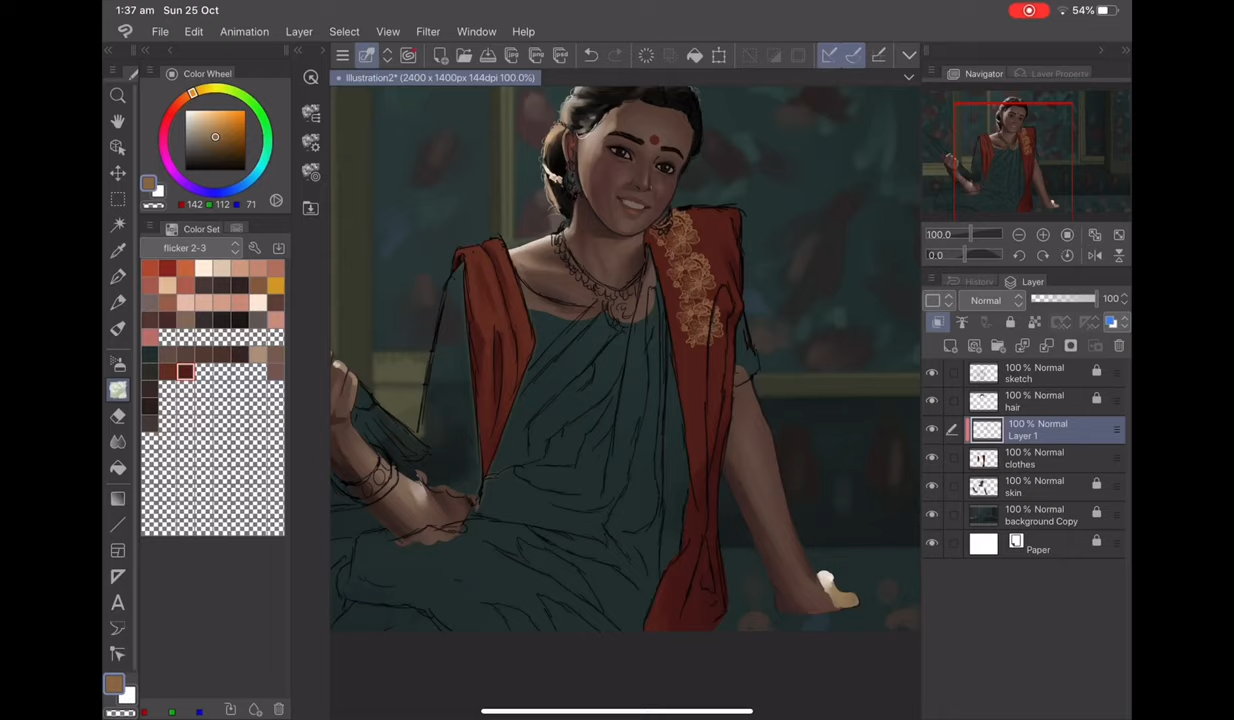 1:37 am Sun 25 Oct
54%
File Edit Animation Layer Select View Filter Window Help
Color Wheel
Illustration2* (2400 x 1400px 144dpi 100.0%)
Navigator Layer Property
142 112 71
Color Set
flicker 2-3
100.0
0.0
History Layer
Normal 100
100 % Normal
sketch
100 % Normal
hair
100 % Normal
Layer 1
100 % Normal
clothes
100 % Normal
skin
100 % Normal
background Copy
Paper